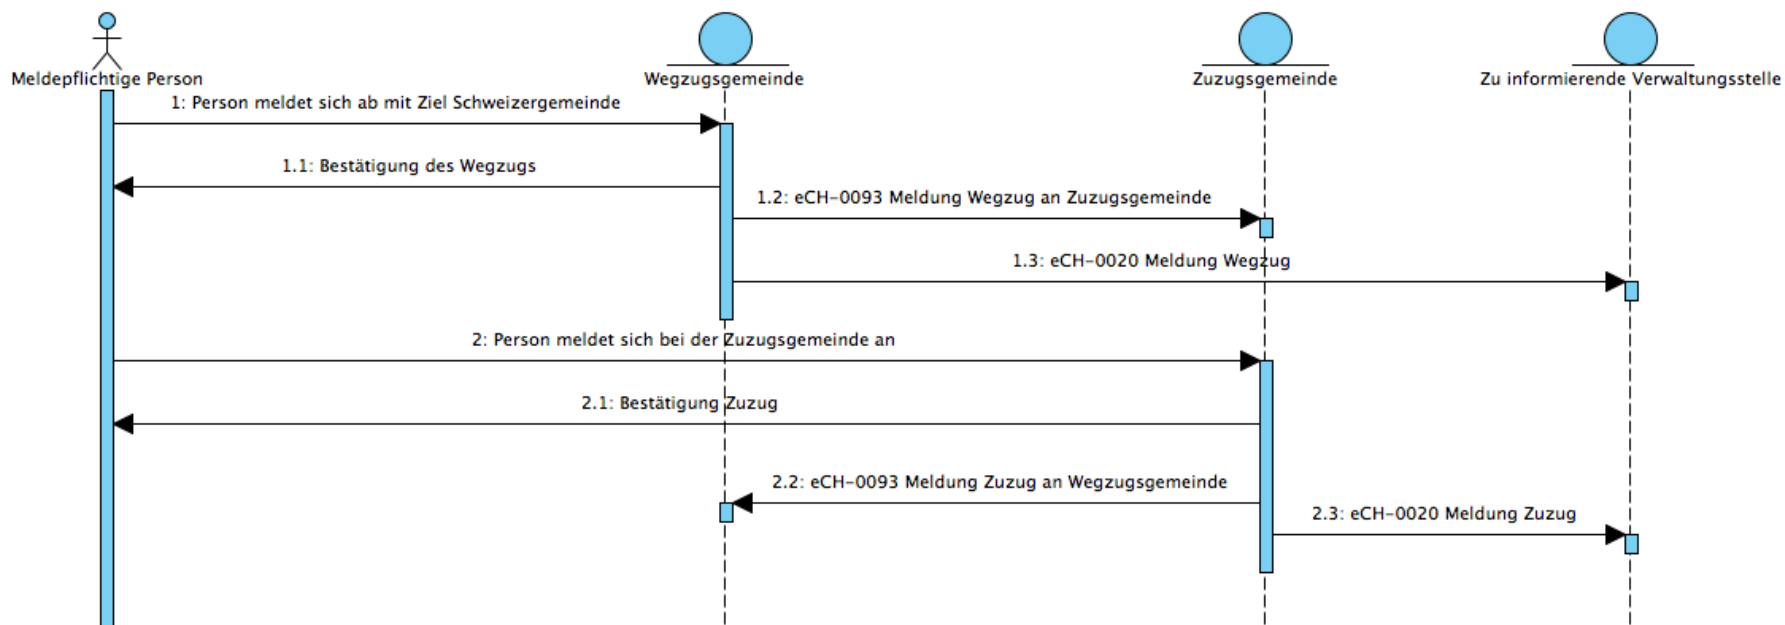 Meldepflichtige Person
Wegzugsgemeinde
Zuzugsgemeinde
Zu informierende Verwaltungsstelle
1: Person meldet sich ab mit Ziel Schweizergemeinde
1.1: Bestätigung des Wegzugs
1.2: eCH-0093 Meldung Wegzug an Zuzugsgemeinde
1.3: eCH-0020 Meldung Wegzug
2: Person meldet sich bei der Zuzugsgemeinde an
2.1: Bestätigung Zuzug
2.2: eCH-0093 Meldung Zuzug an Wegzugsgemeinde
2.3: eCH-0020 Meldung Zuzug